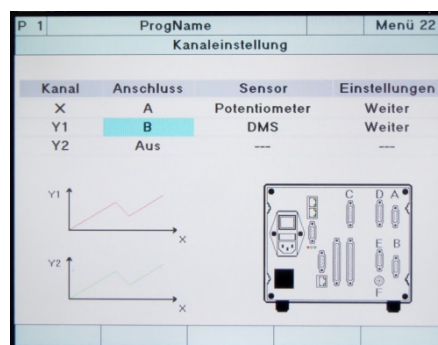 P 1 ProgName Menü 22
Kanaleinstellung
Kanal Anschluss Sensor Einstellungen
X A Potentiometer Weiter
Y1 B DMS Weiter
Y2 Aus --- ---
Y1
X
Y2
X
C D A
E B
F